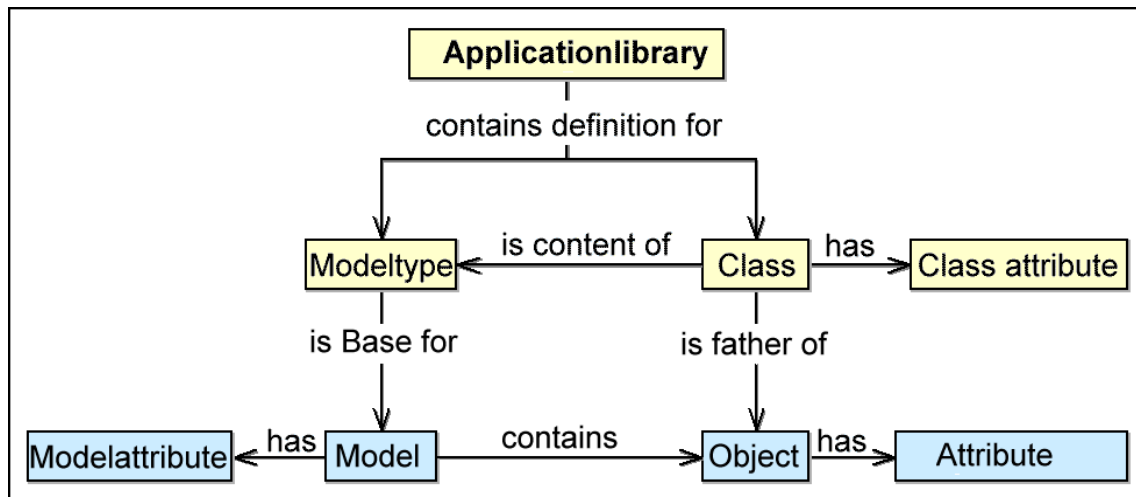 Applicationlibrary
contains definition for
Modeltype
is content of
Class
has
Class attribute
is Base for
is father of
Modelattribute
has
Model
contains
Object
has
Attribute